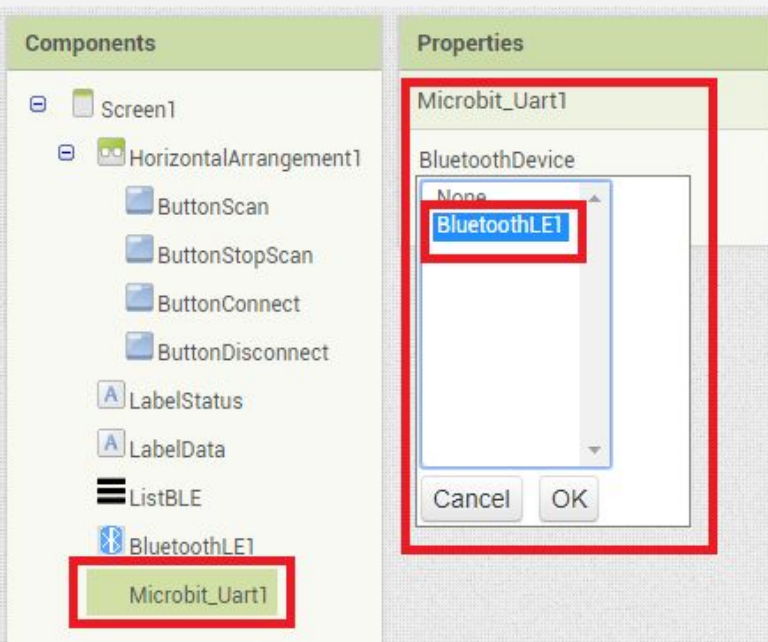 Components
Screen1
HorizontalArrangement1
ButtonScan
ButtonStopScan
ButtonConnect
ButtonDisconnect
A LabelStatus
A LabelData
ListBLE
BluetoothLE1
Microbit_Uart1
Properties
Microbit_Uart1
BluetoothDevice
None
BluetoothLE1
Cancel OK